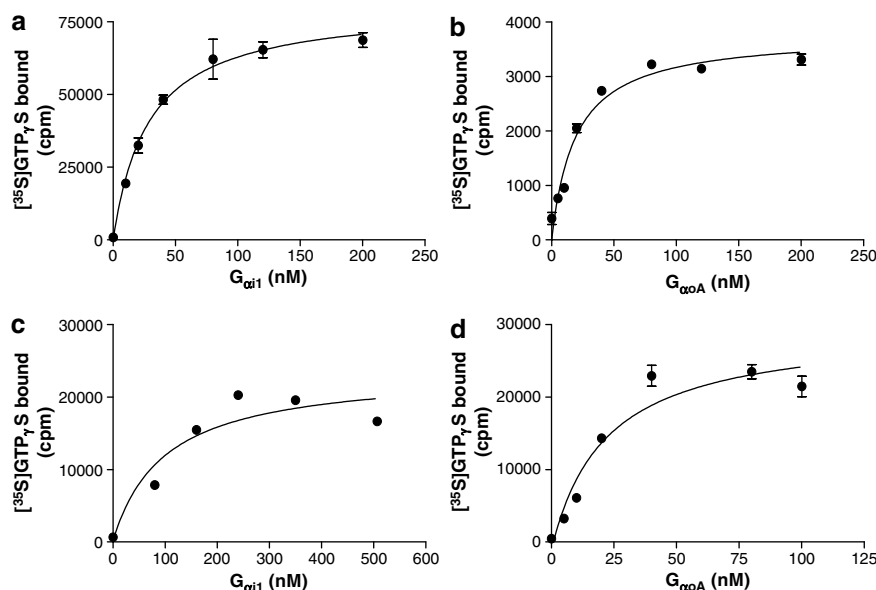 a
[³⁵S]GTPγS bound
(cpm)
75000
50000
25000
0
0 50 100 150 200 250
Gαi1 (nM)
b
[³⁵S]GTPγS bound
(cpm)
4000
3000
2000
1000
0
0 50 100 150 200 250
GαoA (nM)
c
[³⁵S]GTPγS bound
(cpm)
30000
20000
10000
0
0 100 200 300 400 500 600
Gαi1 (nM)
d
[³⁵S]GTPγS bound
(cpm)
30000
20000
10000
0
0 25 50 75 100 125
GαoA (nM)